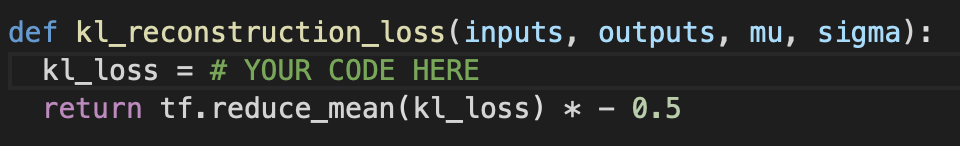 def kl_reconstruction_loss(inputs, outputs, mu, sigma):
  kl_loss = # YOUR CODE HERE
  return tf.reduce_mean(kl_loss) * - 0.5